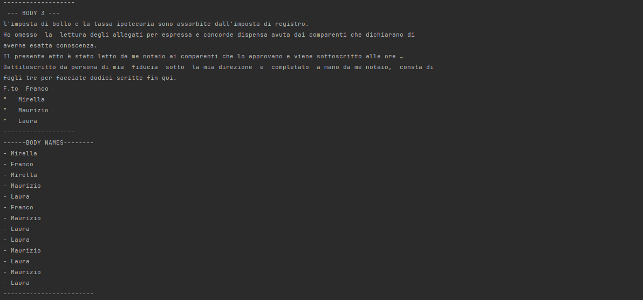 --------------------
--- BODY 3 ---
l'imposta di bollo e la tassa ipotecaria sono assorbite dall'imposta di registro.
Ho omesso la lettura degli allegati per espressa e concorde dispensa avuta dai comparenti che dichiarano di
averne esatta conoscenza.
Il presente atto è stato letto da me notaio ai comparenti che lo approvano e viene sottoscritto alle ore …
Dattiloscritto da persona di mia fiducia sotto la mia direzione e completato a mano da me notaio, consta di
fogli tre per facciate dodici scritte fin qui.
F.to Franco
" Mirella
" Maurizio
" Laura
--------------------
------BODY NAMES--------
- Mirella
- Franco
- Mirella
- Maurizio
- Laura
- Franco
- Maurizio
- Laura
- Laura
- Maurizio
- Laura
- Maurizio
Laura
-------------------------